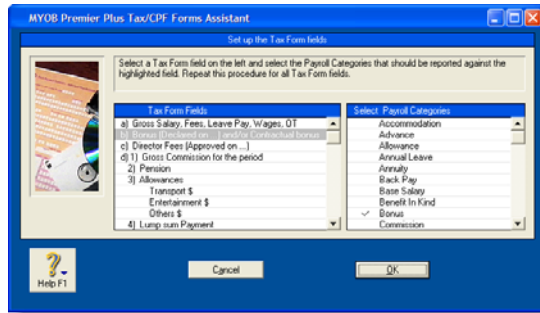 MYOB Premier Plus Tax/CPF Forms Assistant
Set up the Tax Form fields
Select a Tax Form field on the left and select the Payroll Categories that should be reported against the
highlighted field. Repeat this procedure for all Tax Form fields.
Tax Form Fields
a) Gross Salary, Fees, Leave Pay, Wages, OT
b) Bonus (Declared on ...) and/or Contractual bonus
c) Director Fees (Approved on ...)
d) 1) Gross Commission for the period
2) Pension
3) Allowances
Transport $
Entertainment $
Others $
4) Lump sum Payment
Select Payroll Categories
Accommodation
Advance
Allowance
Annual Leave
Annuity
Back Pay
Base Salary
Benefit In Kind
Bonus
Commission
Help F1
Cancel
OK